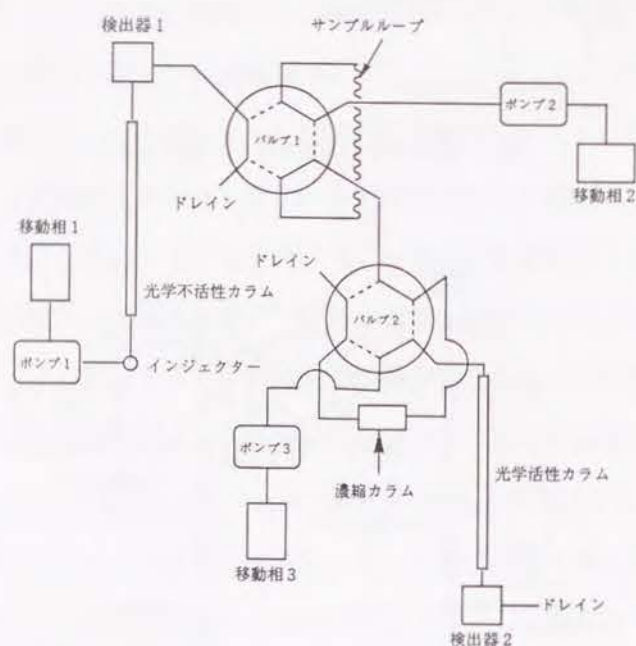 サンプルループ
検出器1
ポンプ2
バルブ1
移動相2
ドレイン
移動相1
ドレイン
光学不活性カラム
バルブ2
ポンプ1
インジェクター
ポンプ3
光学活性カラム
濃縮カラム
移動相3
ドレイン
検出器2